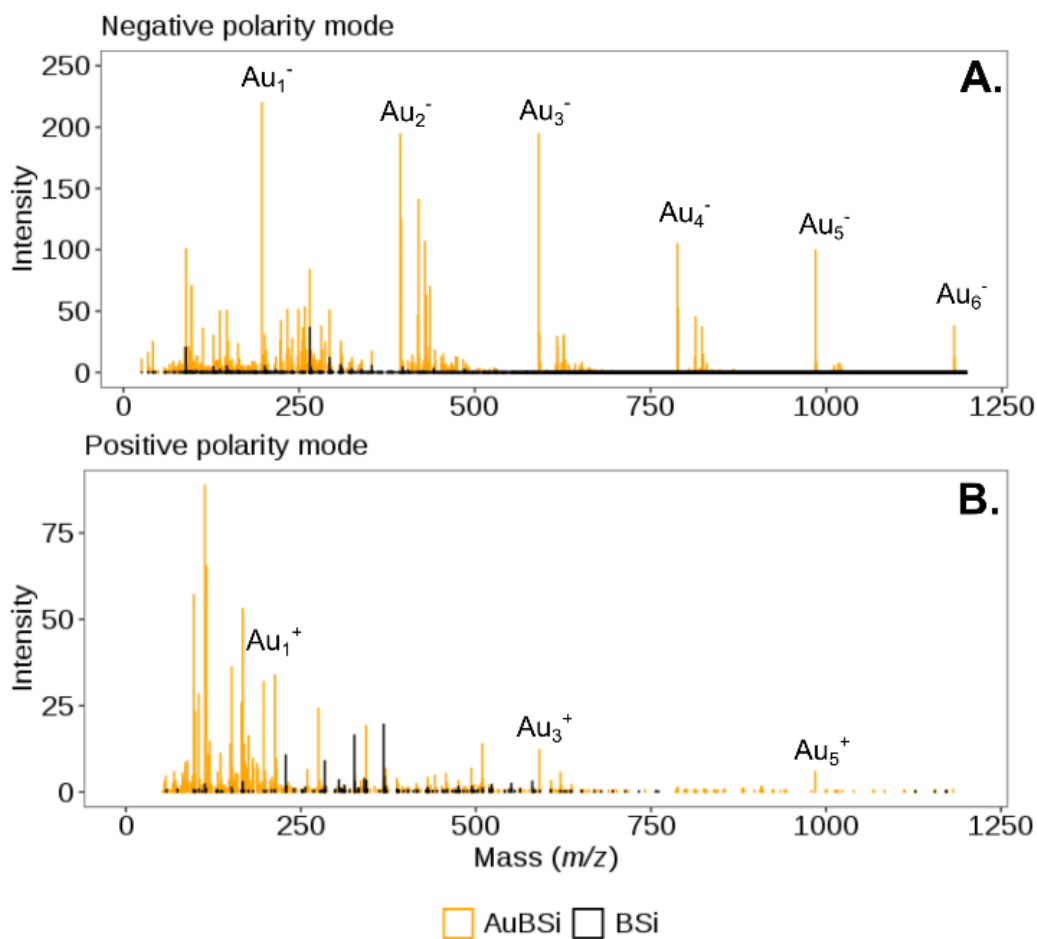 Negative polarity mode
A.
Intensity
250
200
150
100
50
0
Au₁⁻
Au₂⁻
Au₃⁻
Au₄⁻
Au₅⁻
Au₆⁻
0 250 500 750 1000 1250
Positive polarity mode
B.
Intensity
75
50
25
0
Au₁⁺
Au₃⁺
Au₅⁺
0 250 500 750 1000 1250
Mass (m/z)
AuBSi BSi